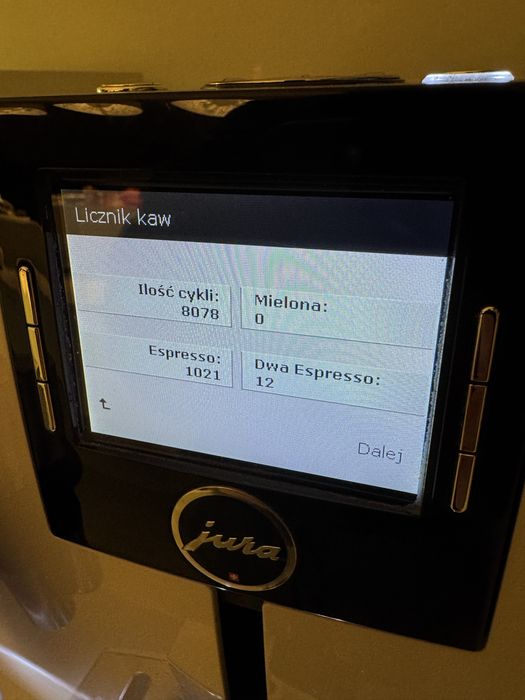 Licznik kaw
Ilość cykli:
8078
Mielona:
0
Espresso:
1021
Dwa Espresso:
12
Dalej
jura